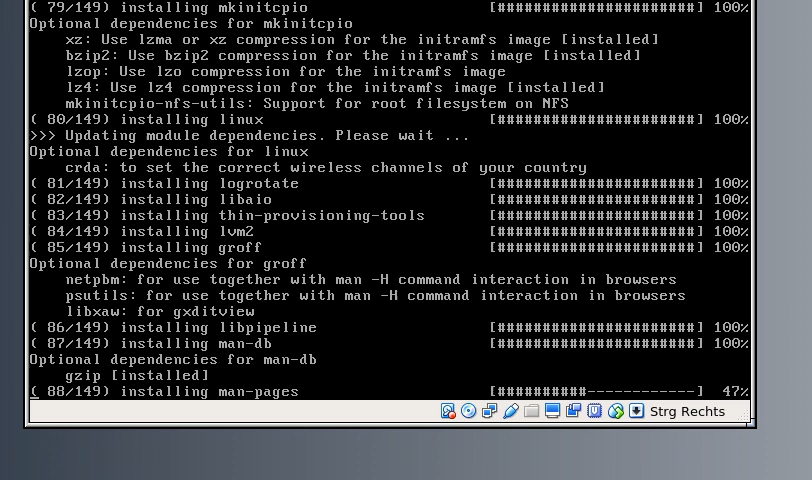 ( 79/149) installing mkinitcpio [######################] 100%
Optional dependencies for mkinitcpio
xz: Use lzma or xz compression for the initramfs image [installed]
bzip2: Use bzip2 compression for the initramfs image [installed]
lzop: Use lzo compression for the initramfs image
lz4: Use lz4 compression for the initramfs image [installed]
mkinitcpio-nfs-utils: Support for root filesystem on NFS
( 80/149) installing linux [######################] 100%
>>> Updating module dependencies. Please wait ...
Optional dependencies for linux
crda: to set the correct wireless channels of your country
( 81/149) installing logrotate [######################] 100%
( 82/149) installing libaio [######################] 100%
( 83/149) installing thin-provisioning-tools [######################] 100%
( 84/149) installing lvm2 [######################] 100%
( 85/149) installing groff [######################] 100%
Optional dependencies for groff
netpbm: for use together with man -H command interaction in browsers
psutils: for use together with man -H command interaction in browsers
libxaw: for gxditview
( 86/149) installing libpipeline [######################] 100%
( 87/149) installing man-db [######################] 100%
Optional dependencies for man-db
gzip [installed]
( 88/149) installing man-pages [##########------------] 47%
Strg Rechts